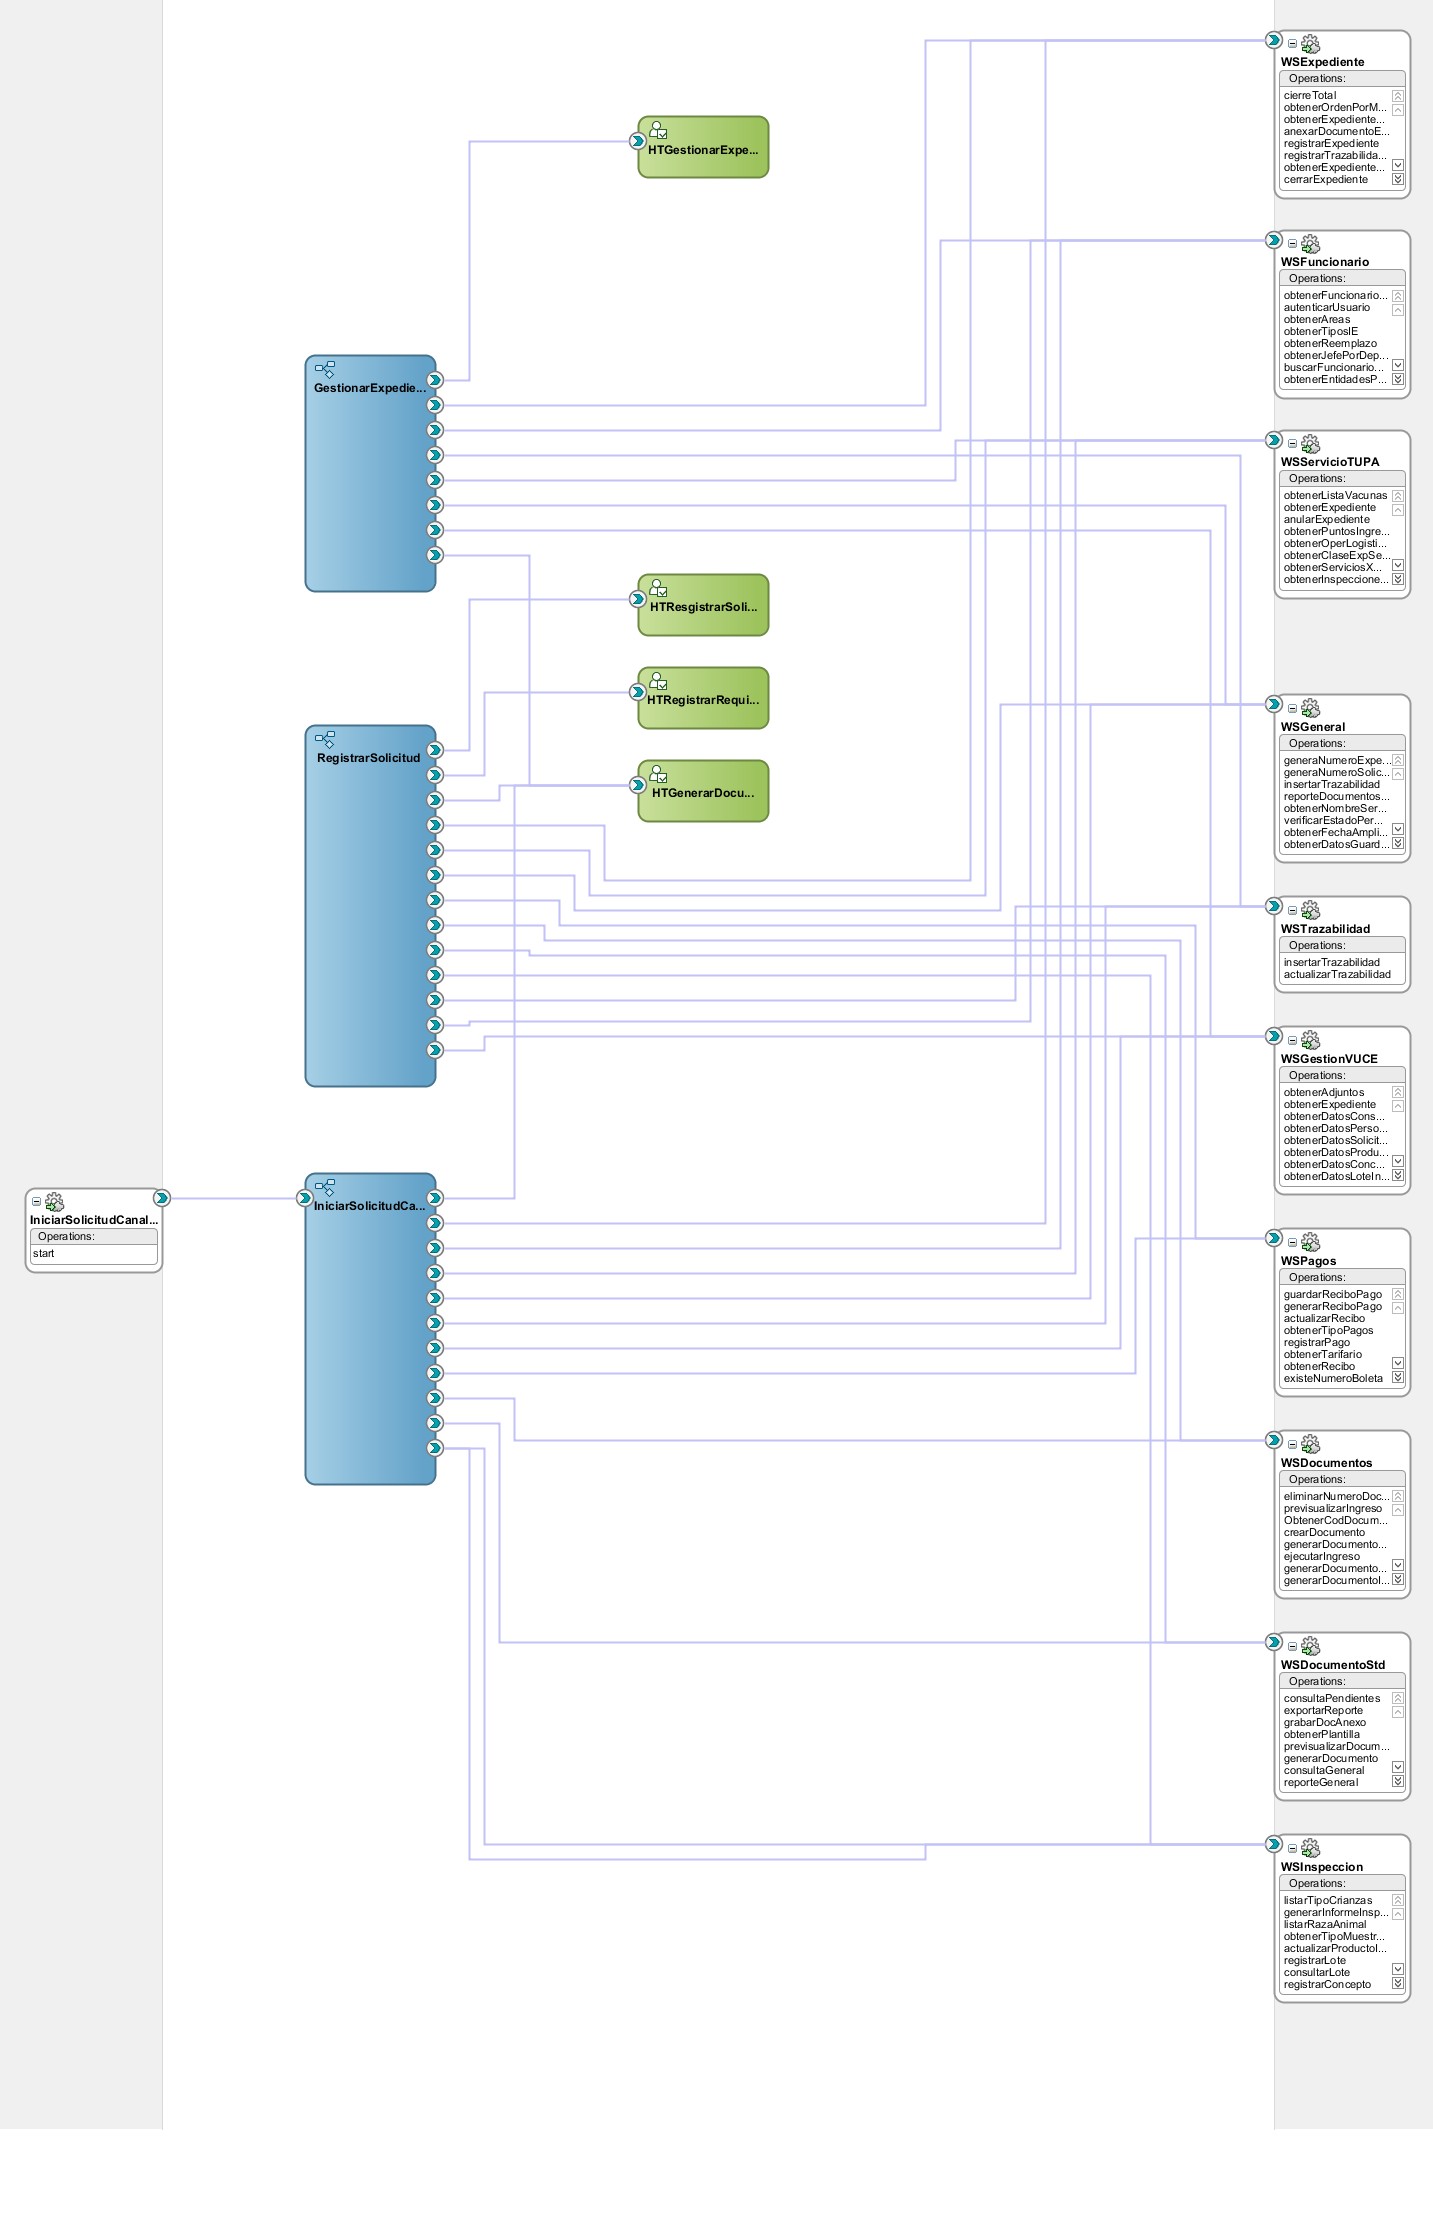 WSExpediente
Operations:
cierreTotal
obtenerOrdenPorM...
obtenerExpediente...
anexarDocumentoE...
registrarExpediente
registrarTrazabilida...
obtenerExpediente...
cerrarExpediente
HTGestionarExpe...
WSFuncionario
Operations:
obtenerFuncionario...
autenticarUsuario
obtenerAreas
obtenerTiposIE
obtenerReemplazo
obtenerJefePorDep...
buscarFuncionario...
obtenerEntidadesP...
GestionarExpedie...
WSServicioTUPA
Operations:
obtenerListaVacunas
obtenerExpediente
anularExpediente
obtenerPuntosIngre...
obtenerOperLogisti...
obtenerClaseExpSe...
obtenerServiciosX...
obtenerInspeccione...
HTResgistrarSoli...
HTRegistrarRequi...
HTGenerarDocu...
WSGeneral
Operations:
generaNumeroExpe...
generaNumeroSolic...
insertarTrazabilidad
reporteDocumentos...
obtenerNombreSer...
verificarEstadoPer...
obtenerFechaAmpli...
obtenerDatosGuard...
RegistrarSolicitud
WSTrazabilidad
Operations:
insertarTrazabilidad
actualizarTrazabilidad
WSGestionVUCE
Operations:
obtenerAdjuntos
obtenerExpediente
obtenerDatosCons...
obtenerDatosPerso...
obtenerDatosSolicit...
obtenerDatosProdu...
obtenerDatosConc...
obtenerDatosLoteIn...
IniciarSolicitudCanal...
Operations:
start
IniciarSolicitudCa...
WSPagos
Operations:
guardarReciboPago
generarReciboPago
actualizarRecibo
obtenerTipoPagos
registrarPago
obtenerTarifario
obtenerRecibo
existeNumeroBoleta
WSDocumentos
Operations:
eliminarNumeroDoc...
previsualizarIngreso
ObtenerCodDocum...
crearDocumento
generarDocumento...
ejecutarIngreso
generarDocumento...
generarDocumentoI...
WSDocumentoStd
Operations:
consultaPendientes
exportarReporte
grabarDocAnexo
obtenerPlantilla
previsualizarDocum...
generarDocumento
consultaGeneral
reporteGeneral
WSInspeccion
Operations:
listarTipoCrianzas
generarInformeInsp...
listarRazaAnimal
obtenerTipoMuestr...
actualizarProductoI...
registrarLote
consultarLote
registrarConcepto